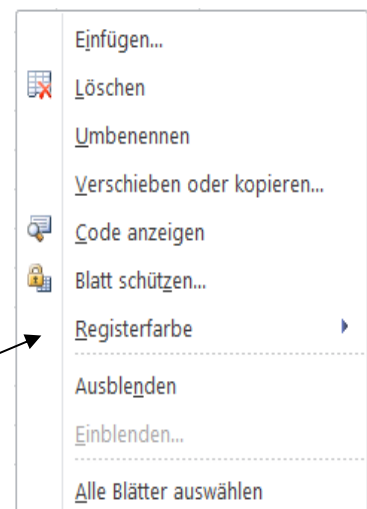 Einfügen...
Löschen
Umbenennen
Verschieben oder kopieren...
Code anzeigen
Blatt schützen...
Registerfarbe
Ausblenden
Einblenden...
Alle Blätter auswählen